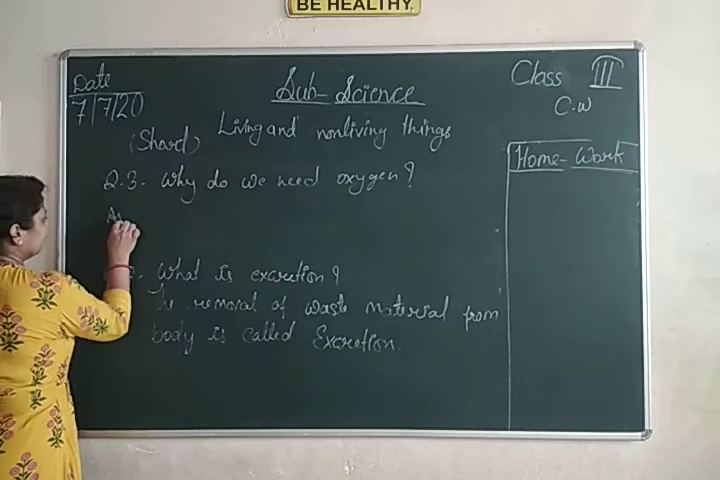 BE HEALTHY.
Date
7/7/20
Sub- Science
Class III
C.W
Living and nonliving things
(Short)
Home-Work
Q.3. Why do we need oxygen?
An
What is excretion?
The removal of waste material from
body is called Excretion.